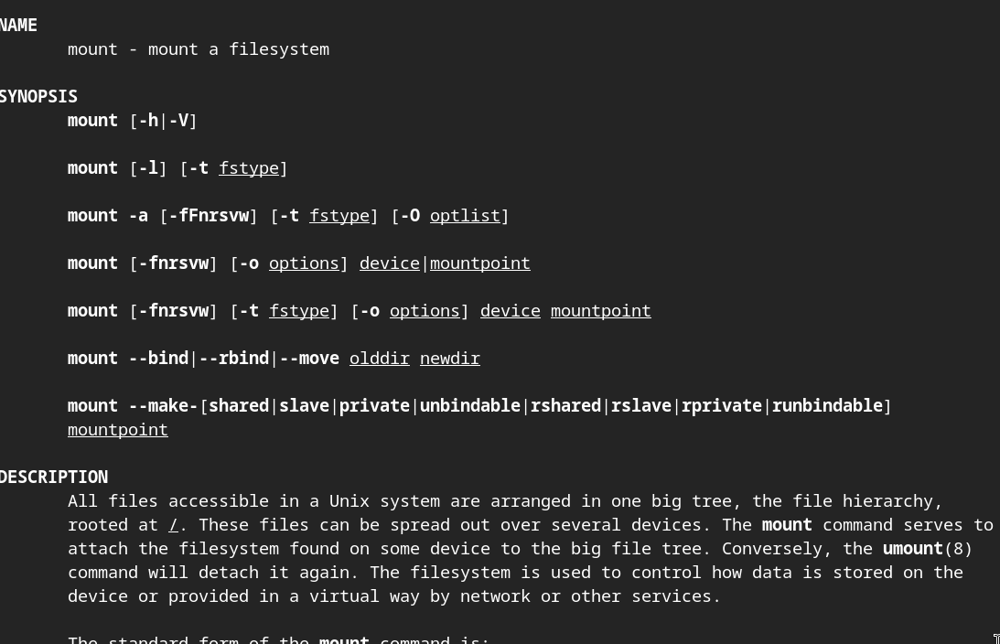 NAME
mount - mount a filesystem
SYNOPSIS
mount [-h|-V]
mount [-l] [-t fstype]
mount -a [-fFnrsvw] [-t fstype] [-O optlist]
mount [-fnrsvw] [-o options] device|mountpoint
mount [-fnrsvw] [-t fstype] [-o options] device mountpoint
mount --bind|--rbind|--move olddir newdir
mount --make-[shared|slave|private|unbindable|rshared|rslave|rprivate|runbindable]
mountpoint
DESCRIPTION
All files accessible in a Unix system are arranged in one big tree, the file hierarchy,
rooted at /. These files can be spread out over several devices. The mount command serves to
attach the filesystem found on some device to the big file tree. Conversely, the umount(8)
command will detach it again. The filesystem is used to control how data is stored on the
device or provided in a virtual way by network or other services.
The standard form of the mount command is: